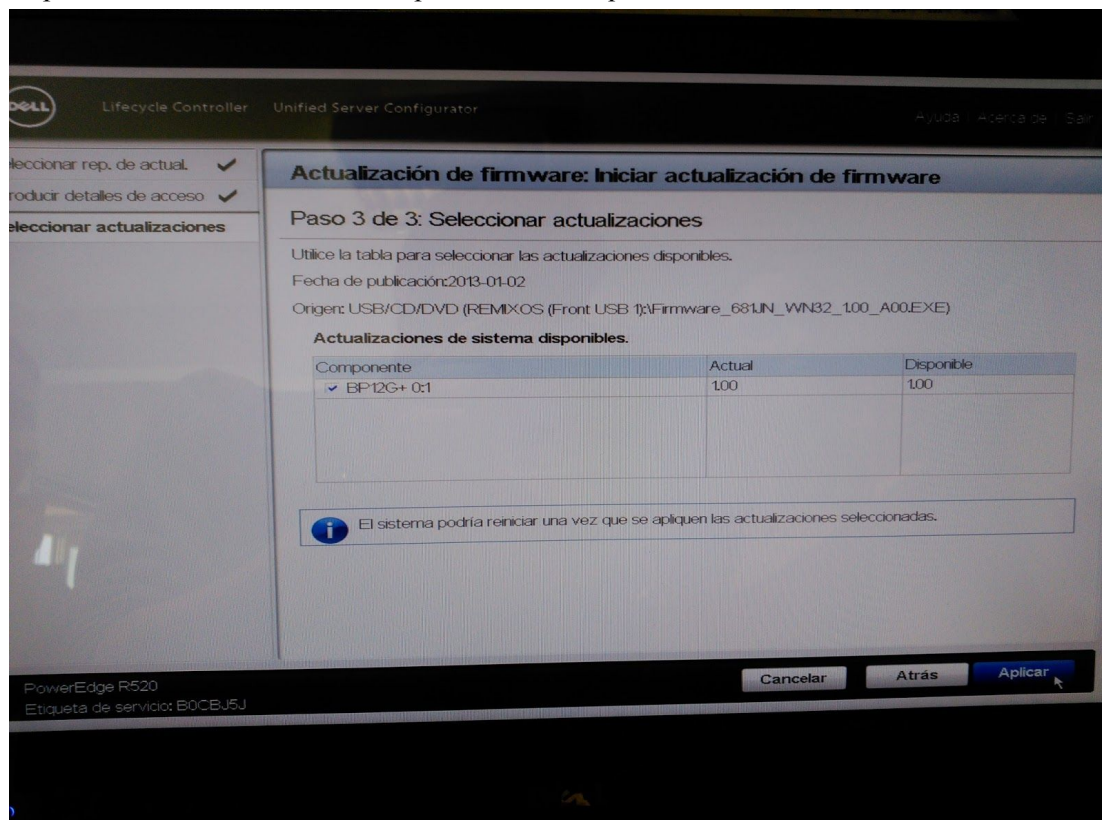 DELL
Lifecycle Controller
Unified Server Configurator
Ayuda | Acerca de | Salir
eleccionar rep. de actual.
roducir detalles de acceso
eleccionar actualizaciones
Actualización de firmware: Iniciar actualización de firmware
Paso 3 de 3: Seleccionar actualizaciones
Utilice la tabla para seleccionar las actualizaciones disponibles.
Fecha de publicación:2013-01-02
Origen: USB/CD/DVD (REMIXOS (Front USB 1):\Firmware_681JN_WN32_1.00_A00.EXE)
Actualizaciones de sistema disponibles.
Componente Actual Disponible
BP12G+ 0:1 1.00 1.00
El sistema podría reiniciar una vez que se apliquen las actualizaciones seleccionadas.
Cancelar Atrás Aplicar
PowerEdge R520
Etiqueta de servicio: B0CBJ5J